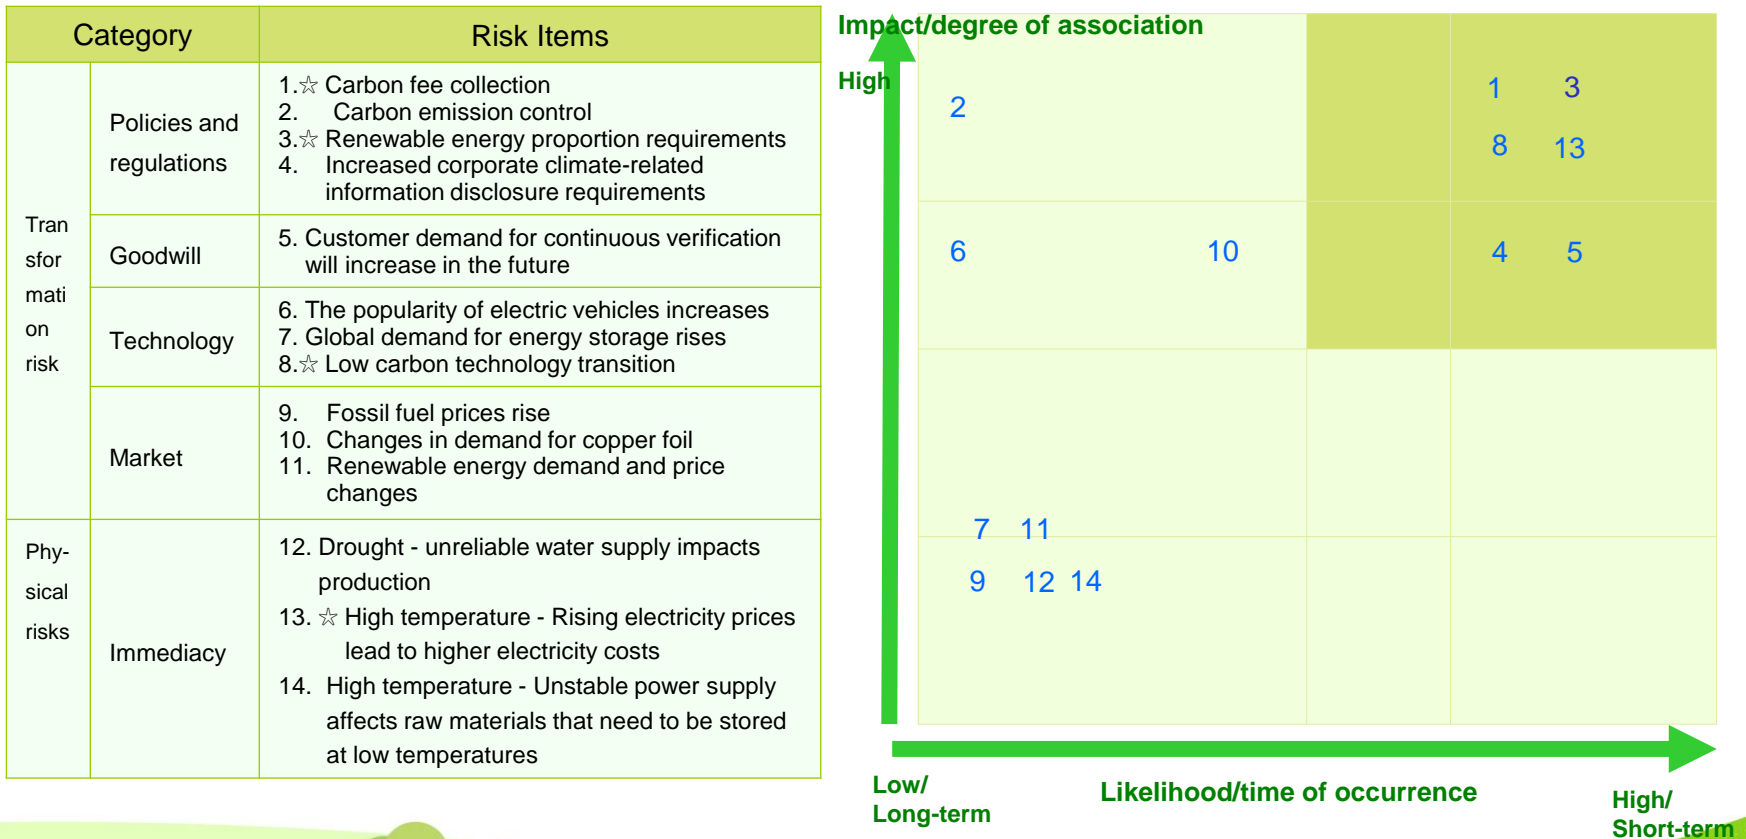 Category
Risk Items
Tran
sfor
mati
on
risk
Policies and
regulations
1.☆ Carbon fee collection
2. Carbon emission control
3.☆ Renewable energy proportion requirements
4. Increased corporate climate-related
information disclosure requirements
Goodwill
5. Customer demand for continuous verification
will increase in the future
Technology
6. The popularity of electric vehicles increases
7. Global demand for energy storage rises
8.☆ Low carbon technology transition
Market
9. Fossil fuel prices rise
10. Changes in demand for copper foil
11. Renewable energy demand and price
changes
Phy-
sical
risks
Immediacy
12. Drought - unreliable water supply impacts
production
13. ☆ High temperature - Rising electricity prices
lead to higher electricity costs
14. High temperature - Unstable power supply
affects raw materials that need to be stored
at low temperatures
Impact/degree of association
High
2
1 3
8 13
6 10 4 5
7 11
9 12 14
Low/
Long-term
Likelihood/time of occurrence
High/
Short-term